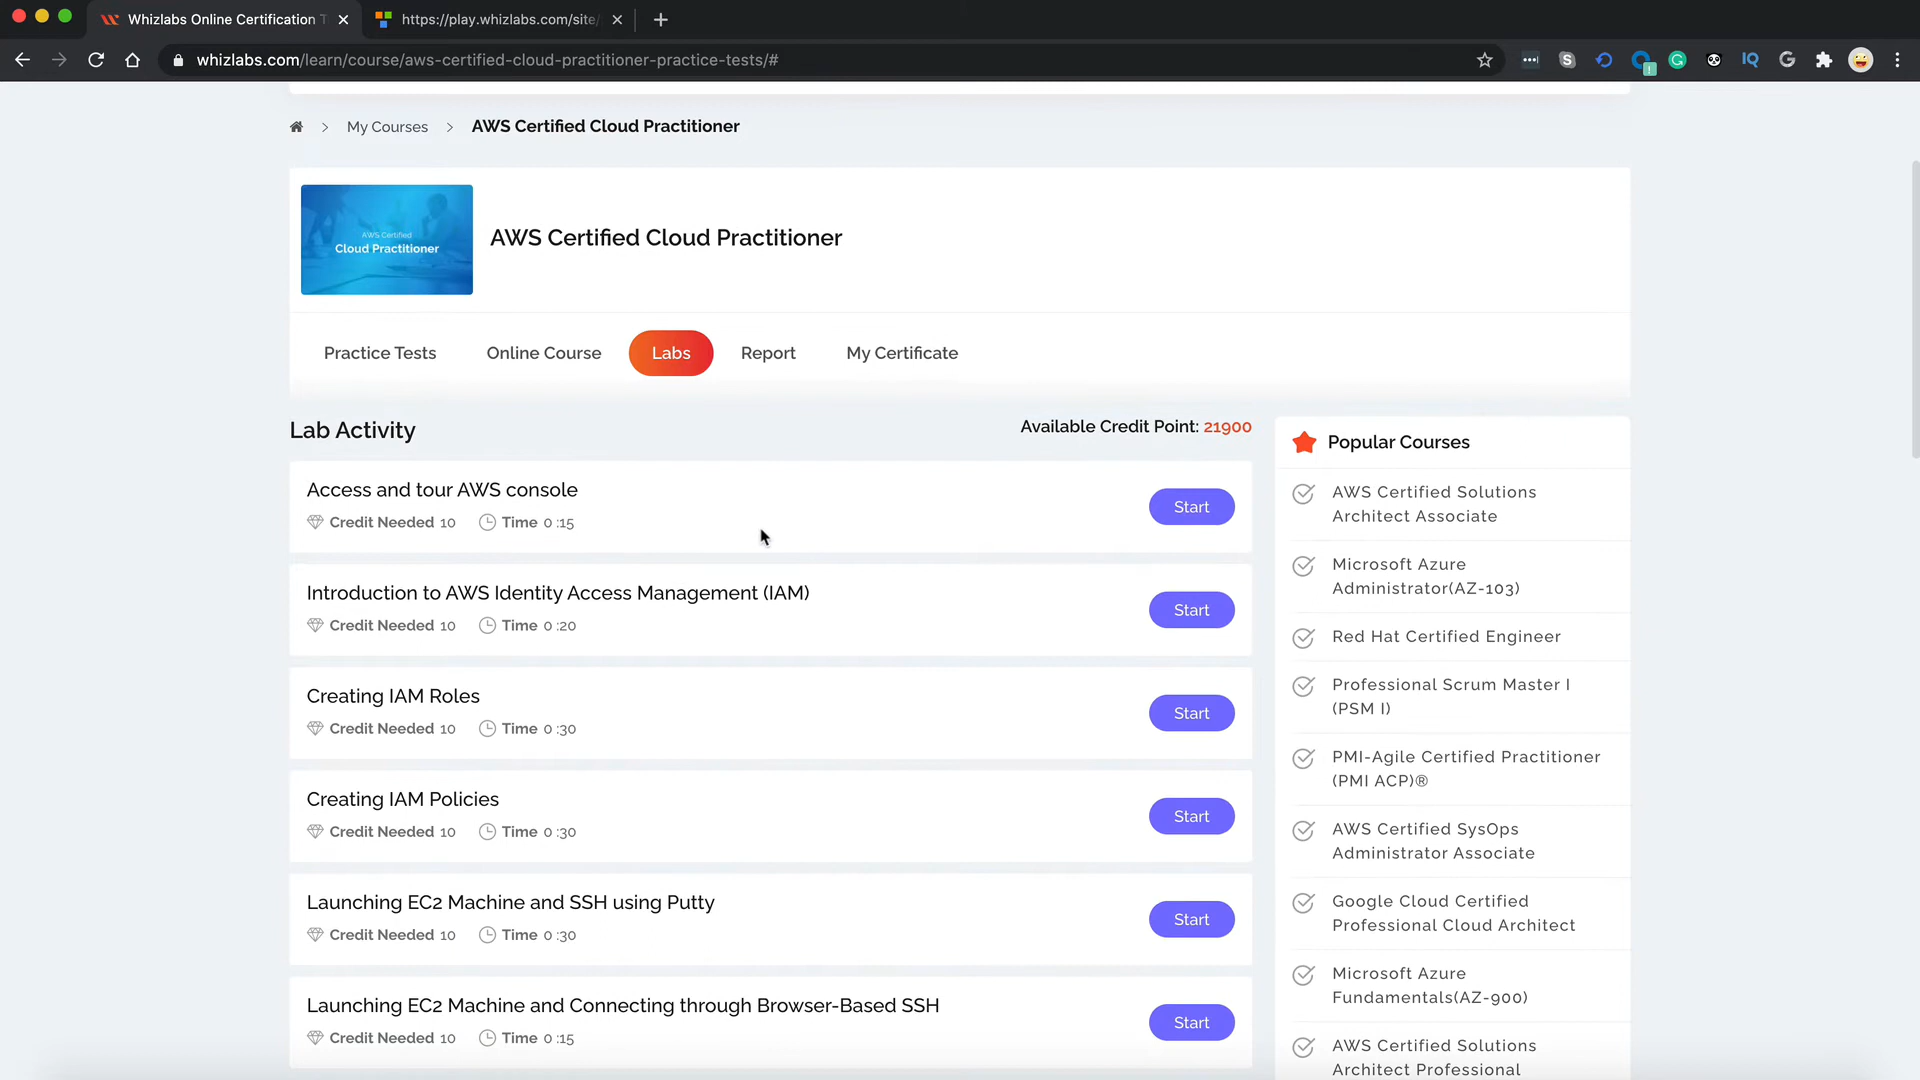 Whizlabs Online Certification T
https://play.whizlabs.com/site/
whizlabs.com/learn/course/aws-certified-cloud-practitioner-practice-tests/#
My Courses > AWS Certified Cloud Practitioner
AWS Certified
Cloud Practitioner
AWS Certified Cloud Practitioner
Practice Tests
Online Course
Labs
Report
My Certificate
Lab Activity
Available Credit Point: 21900
Access and tour AWS console
Credit Needed 10 Time 0 :15
Start
Introduction to AWS Identity Access Management (IAM)
Credit Needed 10 Time 0 :20
Start
Creating IAM Roles
Credit Needed 10 Time 0 :30
Start
Creating IAM Policies
Credit Needed 10 Time 0 :30
Start
Launching EC2 Machine and SSH using Putty
Credit Needed 10 Time 0 :30
Start
Launching EC2 Machine and Connecting through Browser-Based SSH
Credit Needed 10 Time 0 :15
Start
Popular Courses
AWS Certified Solutions
Architect Associate
Microsoft Azure
Administrator(AZ-103)
Red Hat Certified Engineer
Professional Scrum Master I
(PSM I)
PMI-Agile Certified Practitioner
(PMI ACP)®
AWS Certified SysOps
Administrator Associate
Google Cloud Certified
Professional Cloud Architect
Microsoft Azure
Fundamentals(AZ-900)
AWS Certified Solutions
Architect Professional